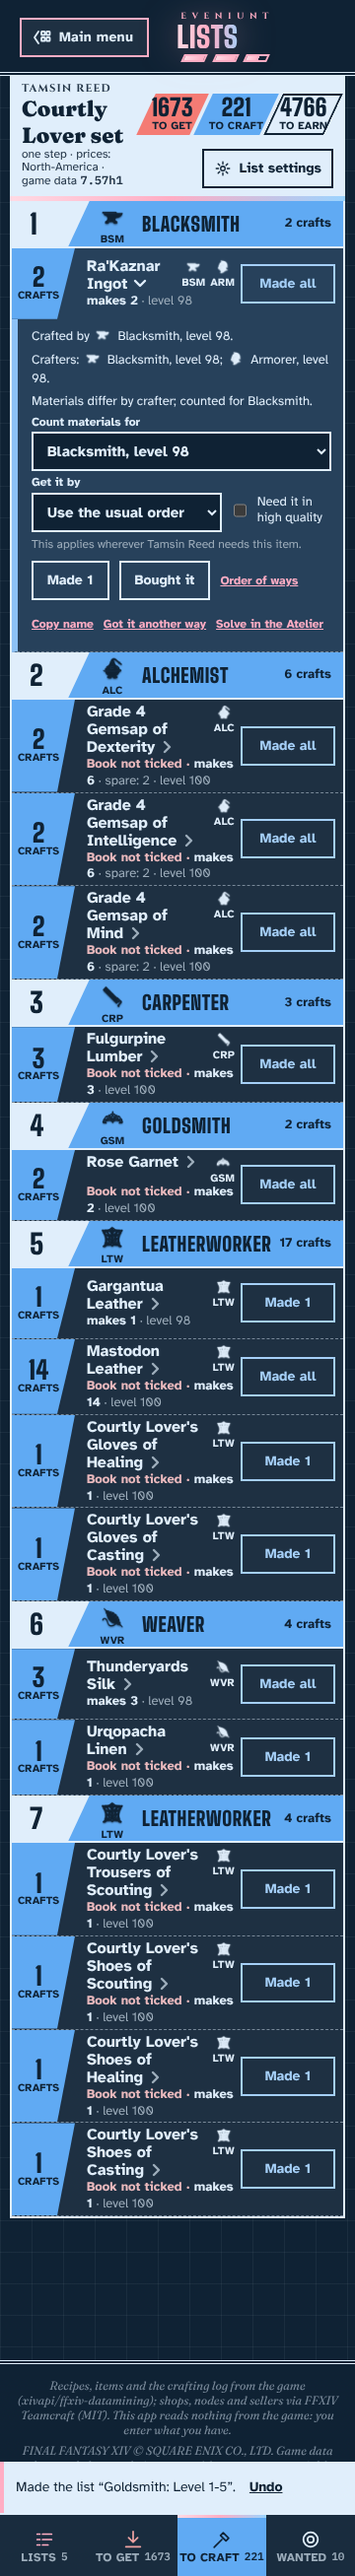 Main menu
EVENIUNT
LISTS
TAMSIN REED
Courtly
Lover set
one step · prices:
North-America ·
game data 7.57h1
1673
TO GET
221
TO CRAFT
4766
TO EARN
List settings
1
BSM
BLACKSMITH
2 crafts
2
CRAFTS
Ra'Kaznar
Ingot
BSM ARM
makes 2 · level 98
Made all
Crafted by Blacksmith, level 98.
Crafters: Blacksmith, level 98; Armorer, level
98.
Materials differ by crafter; counted for Blacksmith.
Count materials for
Blacksmith, level 98
Get it by
Use the usual order
Need it in
high quality
This applies wherever Tamsin Reed needs this item.
Made 1
Bought it
Order of ways
Copy name
Got it another way
Solve in the Atelier
2
ALC
ALCHEMIST
6 crafts
2
CRAFTS
Grade 4
Gemsap of
Dexterity
ALC
Book not ticked · makes
6 · spare: 2 · level 100
Made all
2
CRAFTS
Grade 4
Gemsap of
Intelligence
ALC
Book not ticked · makes
6 · spare: 2 · level 100
Made all
2
CRAFTS
Grade 4
Gemsap of
Mind
ALC
Book not ticked · makes
6 · spare: 2 · level 100
Made all
3
CRP
CARPENTER
3 crafts
3
CRAFTS
Fulgurpine
Lumber
CRP
Book not ticked · makes
3 · level 100
Made all
4
GSM
GOLDSMITH
2 crafts
2
CRAFTS
Rose Garnet
GSM
Book not ticked · makes
2 · level 100
Made all
5
LTW
LEATHERWORKER
17 crafts
1
CRAFTS
Gargantua
Leather
LTW
makes 1 · level 98
Made 1
14
CRAFTS
Mastodon
Leather
LTW
Book not ticked · makes
14 · level 100
Made all
1
CRAFTS
Courtly Lover's
Gloves of
Healing
LTW
Book not ticked · makes
1 · level 100
Made 1
1
CRAFTS
Courtly Lover's
Gloves of
Casting
LTW
Book not ticked · makes
1 · level 100
Made 1
6
WVR
WEAVER
4 crafts
3
CRAFTS
Thunderyards
Silk
WVR
makes 3 · level 98
Made all
1
CRAFTS
Urqopacha
Linen
WVR
Book not ticked · makes
1 · level 100
Made 1
7
LTW
LEATHERWORKER
4 crafts
1
CRAFTS
Courtly Lover's
Trousers of
Scouting
LTW
Book not ticked · makes
1 · level 100
Made 1
1
CRAFTS
Courtly Lover's
Shoes of
Scouting
LTW
Book not ticked · makes
1 · level 100
Made 1
1
CRAFTS
Courtly Lover's
Shoes of
Healing
LTW
Book not ticked · makes
1 · level 100
Made 1
1
CRAFTS
Courtly Lover's
Shoes of
Casting
LTW
Book not ticked · makes
1 · level 100
Made 1
Recipes, items and the crafting log from the game
(xivapi/ffxiv-datamining); shops, nodes and sellers via FFXIV
Teamcraft (MIT). This app reads nothing from the game: you
enter what you have.
FINAL FANTASY XIV © SQUARE ENIX CO., LTD. Game data
Made the list “Goldsmith: Level 1-5”.
Undo
LISTS 5
TO GET 1673
TO CRAFT 221
WANTED 10